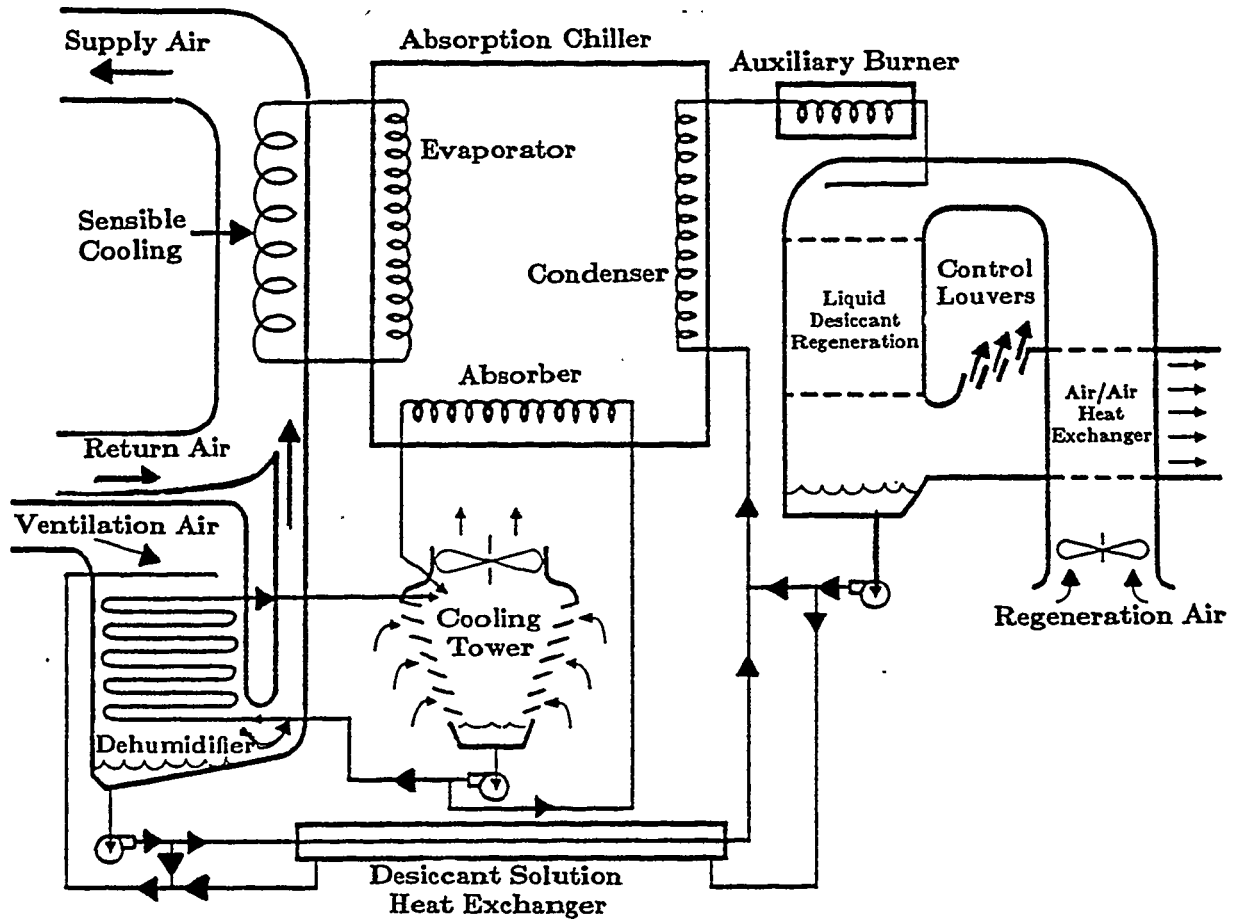 Supply Air
Absorption Chiller
Auxiliary Burner
Evaporator
Sensible
Cooling
Condenser
Control
Louvers
Liquid
Desiccant
Regeneration
Absorber
Air/Air
Heat
Exchanger
Return Air
Ventilation Air
Cooling
Tower
Regeneration Air
Dehumidifier
Desiccant Solution
Heat Exchanger